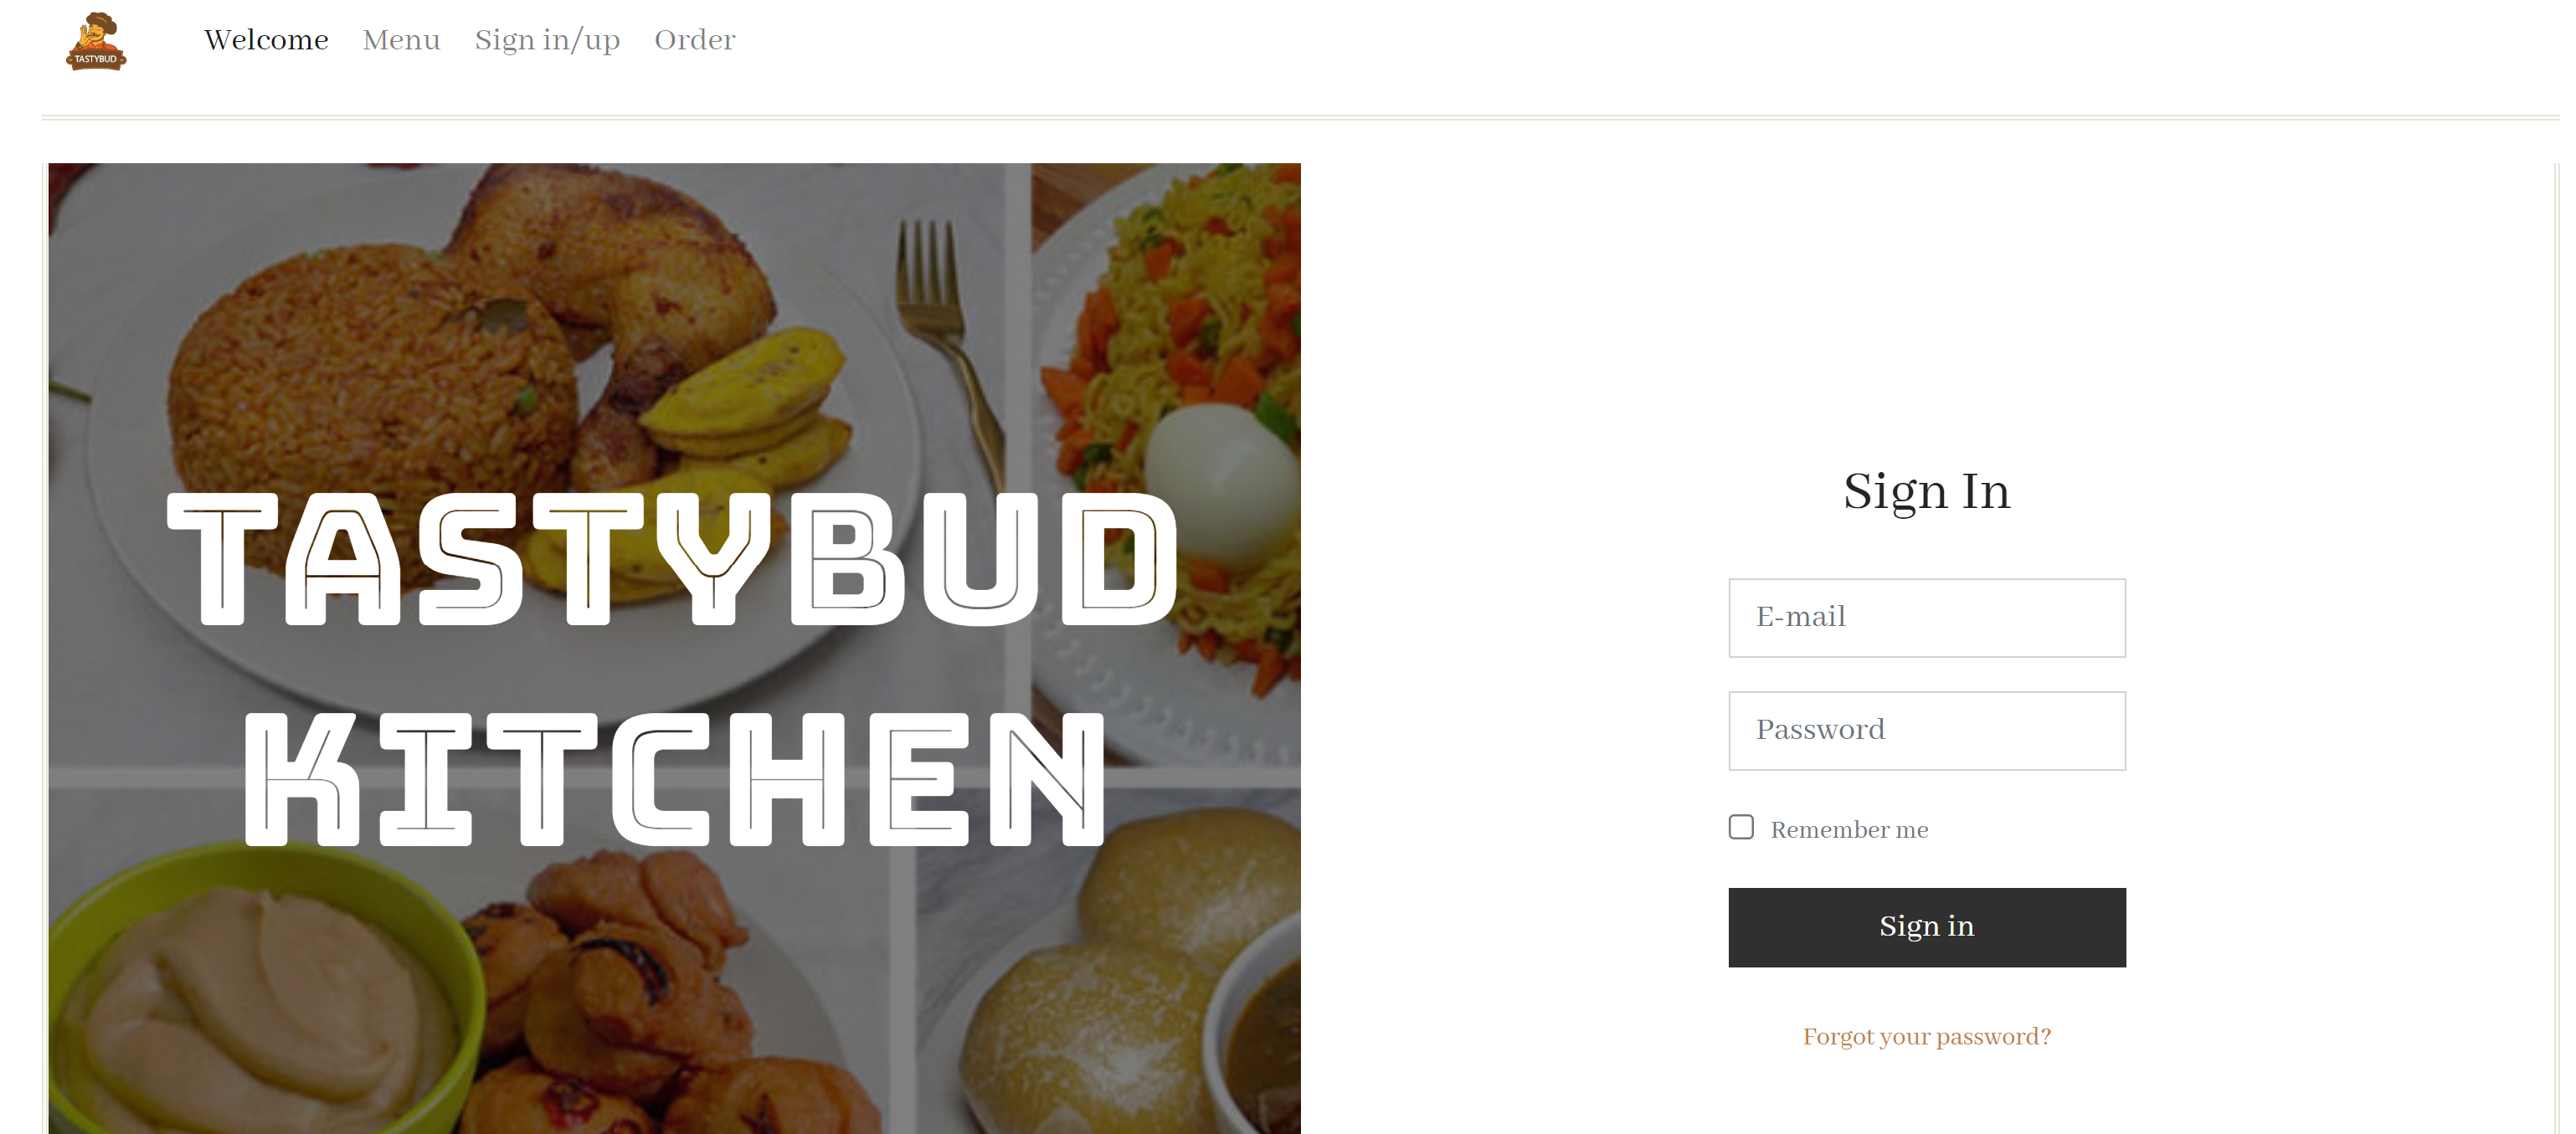 TASTYBUD
Welcome Menu Sign in/up Order
TASTYBUD
KITCHEN
Sign In
E-mail
Password
Remember me
Sign in
Forgot your password?